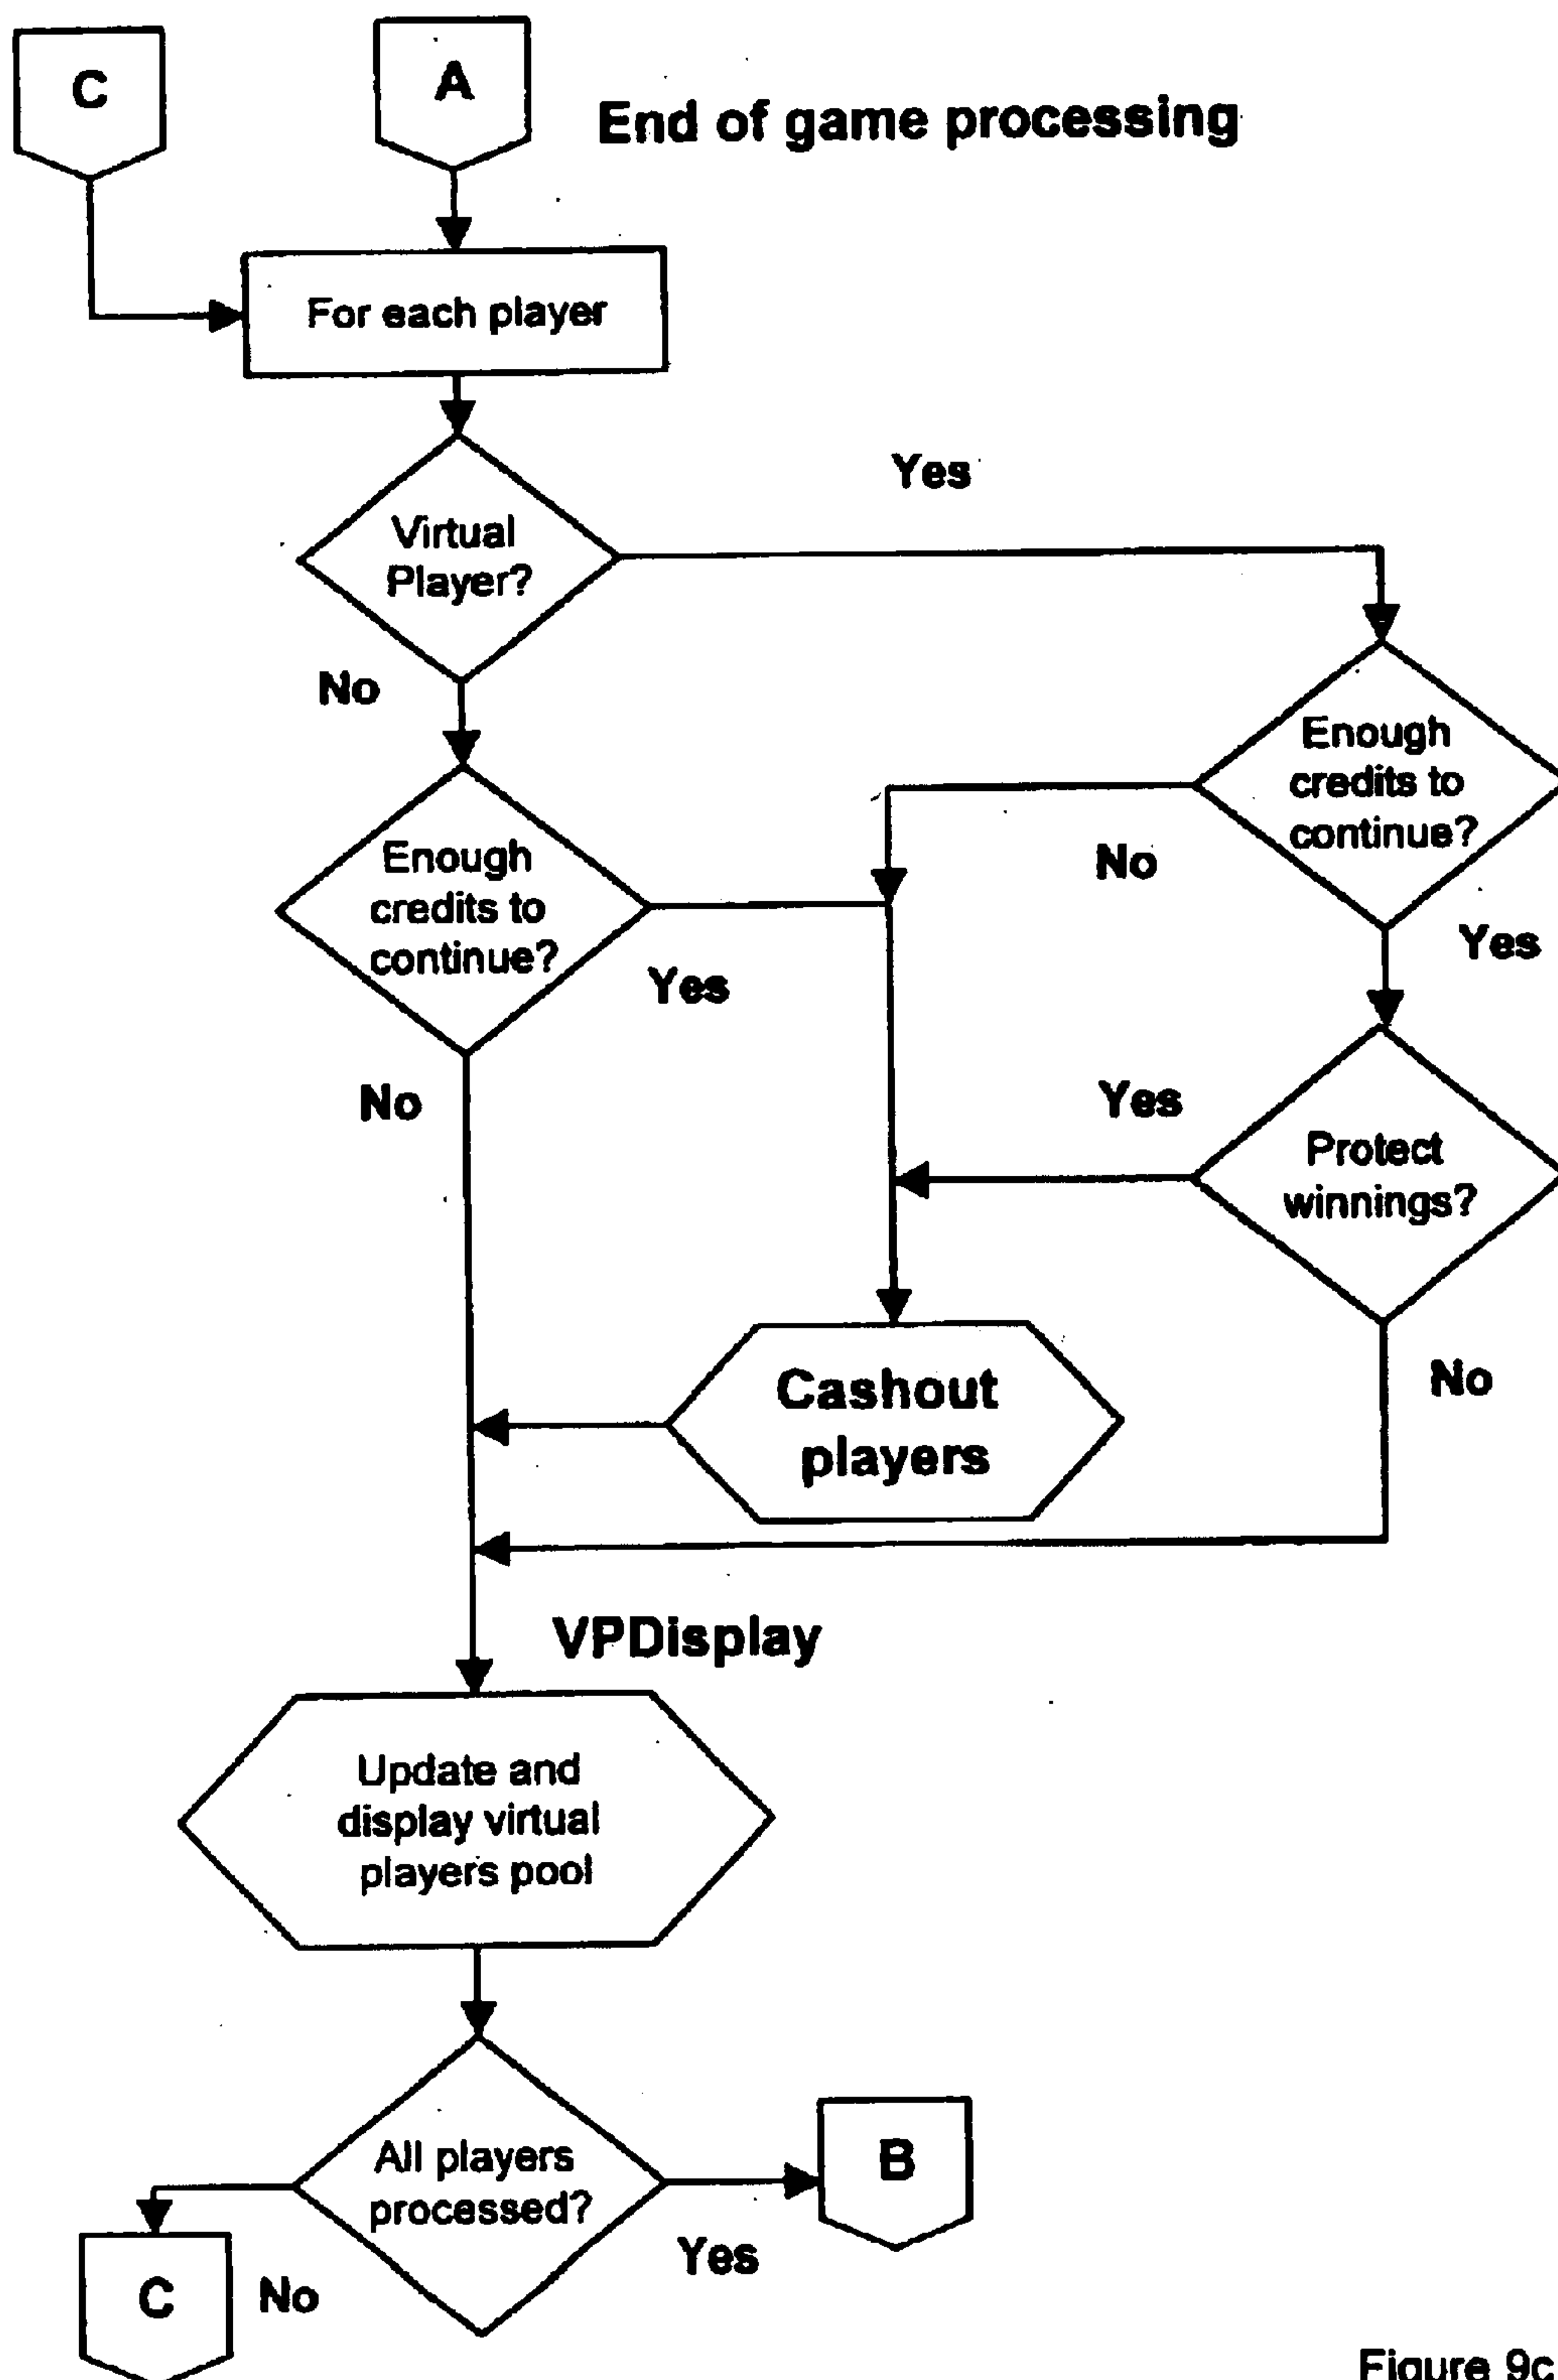 C
A
End of game processing
For each player
Yes
Virtual
Player?
No
Enough
credits to
continue?
No
Yes
Enough
credits to
continue?
Yes
No
Yes
Protect
winnings?
No
Cashout
players
VPDisplay
Update and
display virtual
players pool
All players
processed?
Yes
B
No
C
Figure 9c